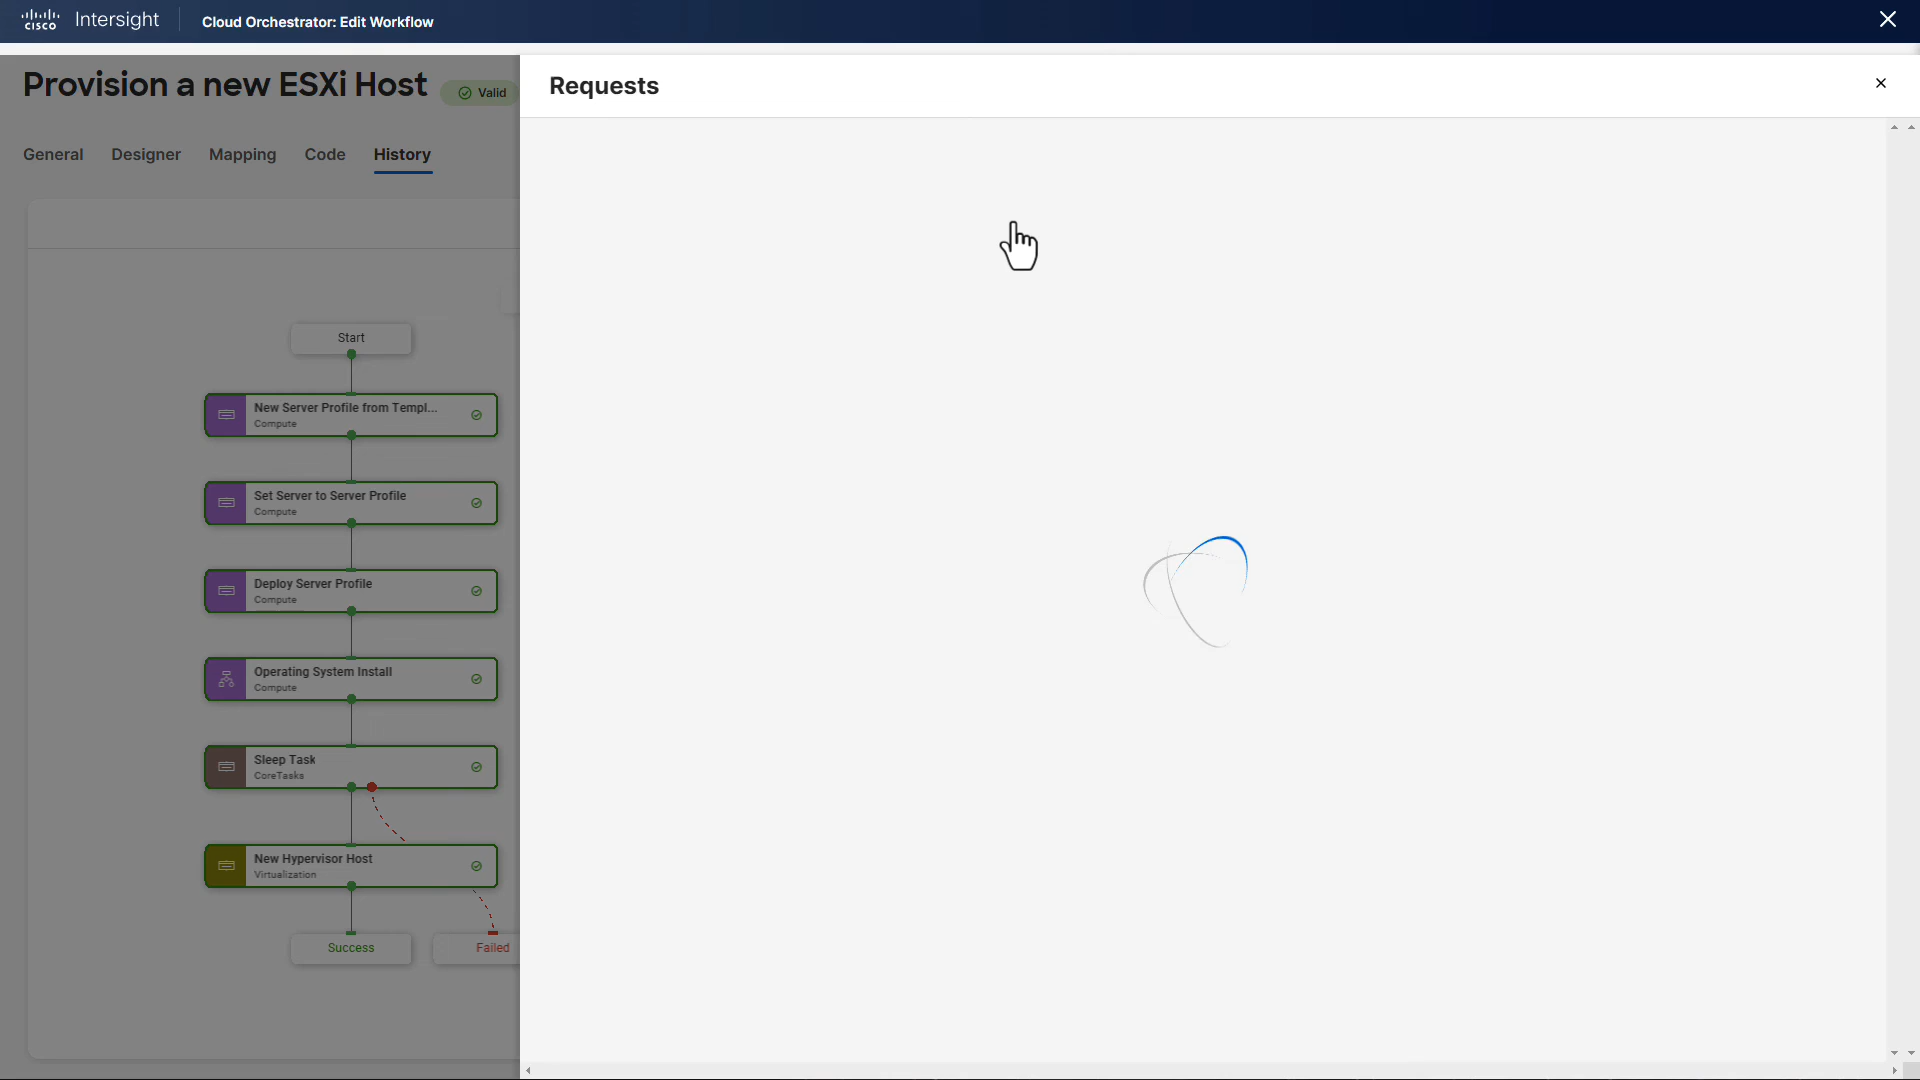 CISCO Intersight Cloud Orchestrator: Edit Workflow
Provision a new ESXi Host Valid
Requests
General Designer Mapping Code History
Start
New Server Profile from Templ...
Compute
Set Server to Server Profile
Compute
Deploy Server Profile
Compute
Operating System Install
Compute
Sleep Task
CoreTasks
New Hypervisor Host
Virtualization
Success Failed